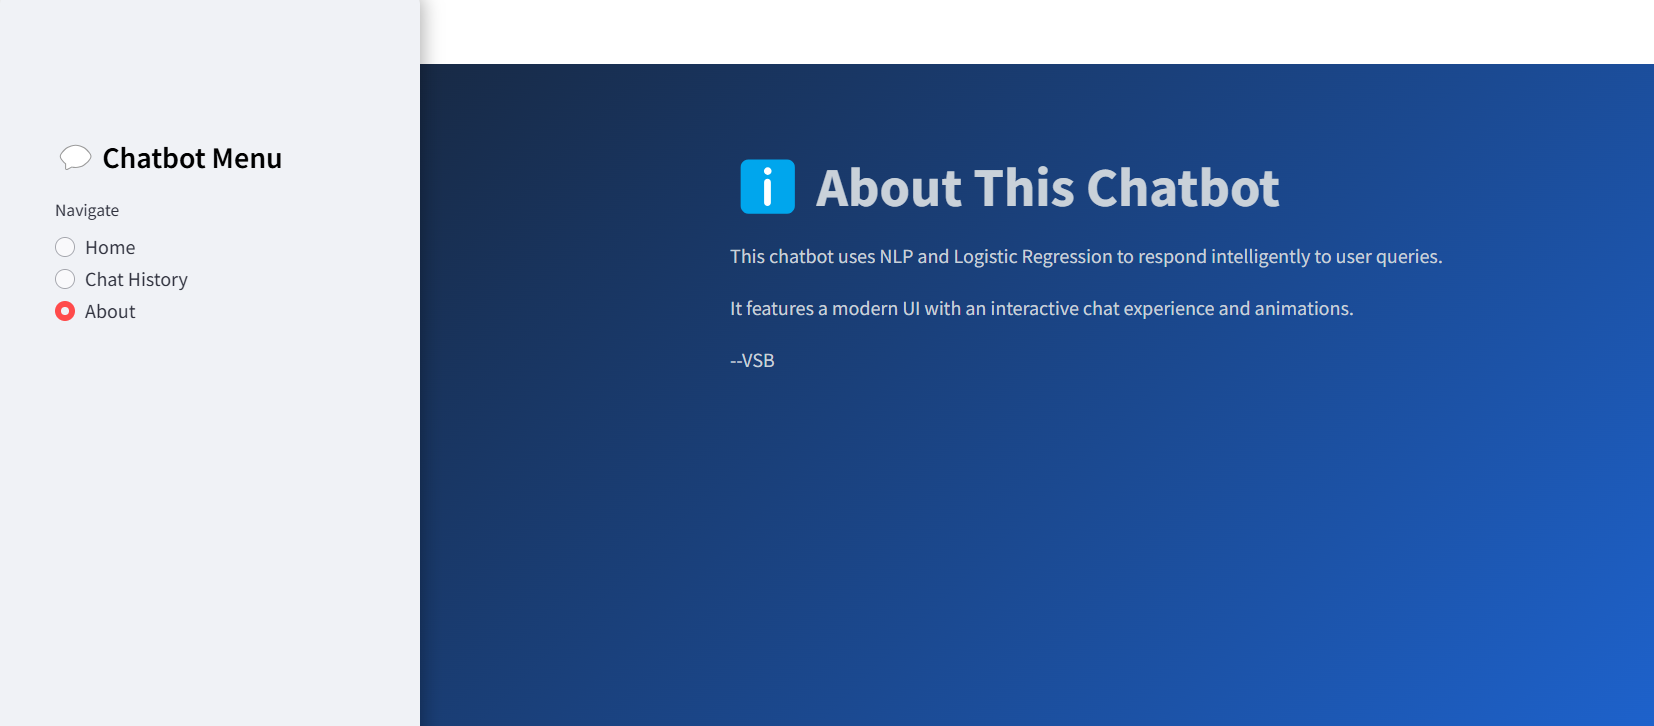 Chatbot Menu
Navigate
Home
Chat History
About
About This Chatbot
This chatbot uses NLP and Logistic Regression to respond intelligently to user queries.
It features a modern UI with an interactive chat experience and animations.
--VSB